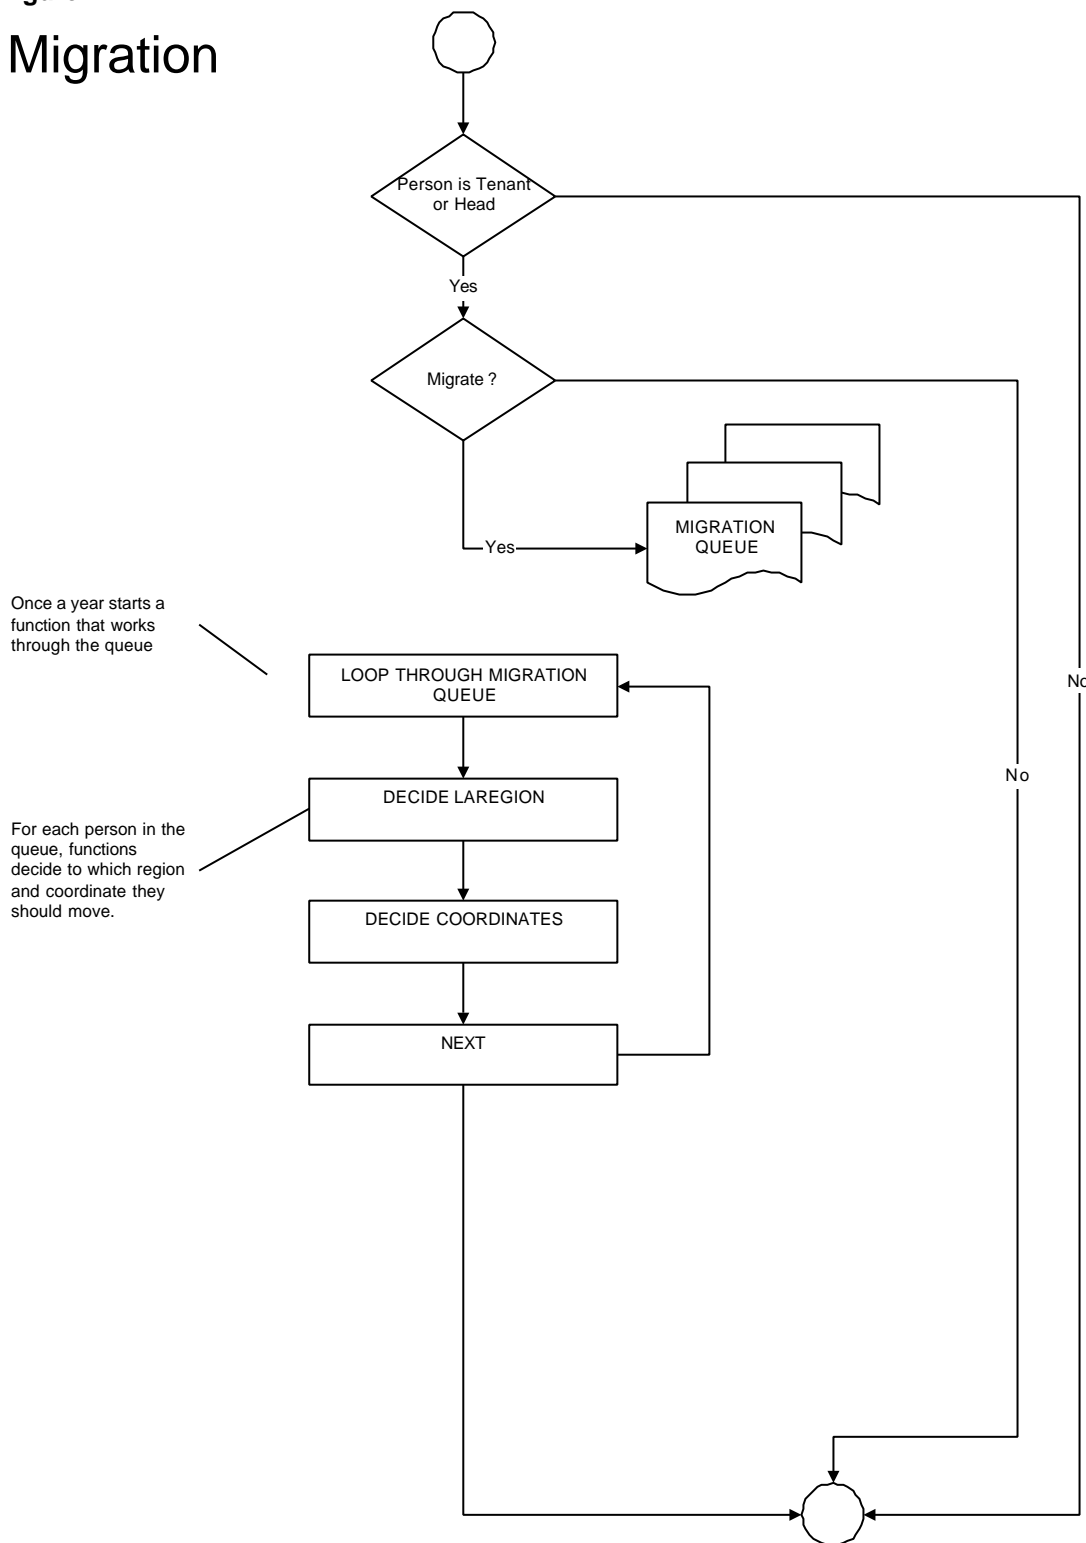 Migration
Person is Tenant
or Head
Yes
Migrate ?
MIGRATION
QUEUE
Yes
Once a year starts a
function that works
through the queue
LOOP THROUGH MIGRATION
QUEUE
No
No
DECIDE LAREGION
For each person in the
queue, functions
decide to which region
and coordinate they
should move.
DECIDE COORDINATES
NEXT